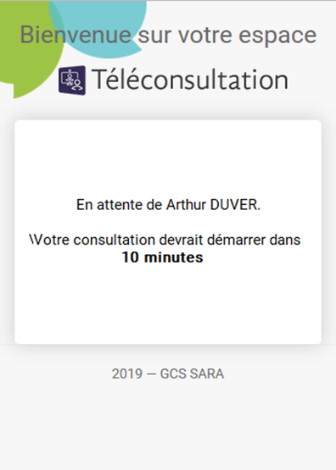 Bienvenue sur votre espace
Téléconsultation
En attente de Arthur DUVER.
\Votre consultation devrait démarrer dans
10 minutes
2019 — GCS SARA